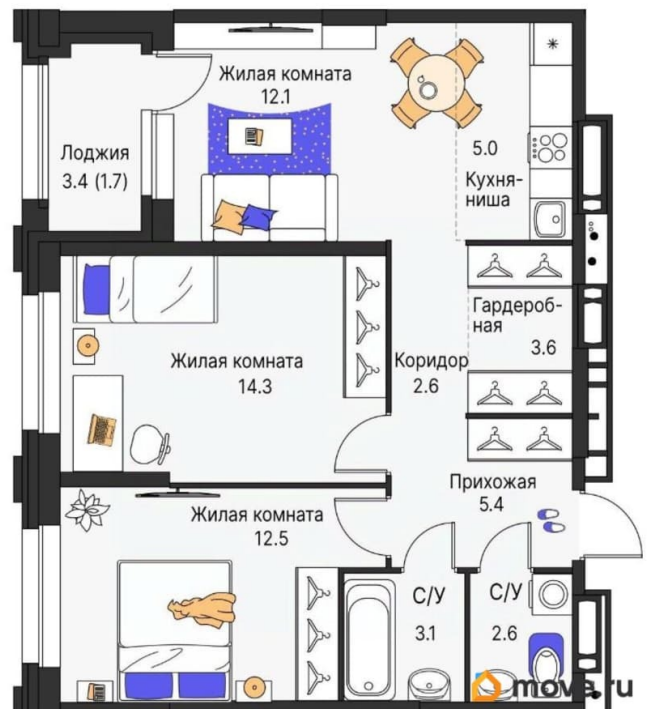 Жилая комната
12.1
Лоджия
3.4 (1.7)
5.0
Кухня-
ниша
Гардероб-
ная
3.6
Жилая комната
14.3
Коридор
2.6
Прихожая
5.4
Жилая комната
12.5
С/У
3.1
С/У
2.6
move.ru